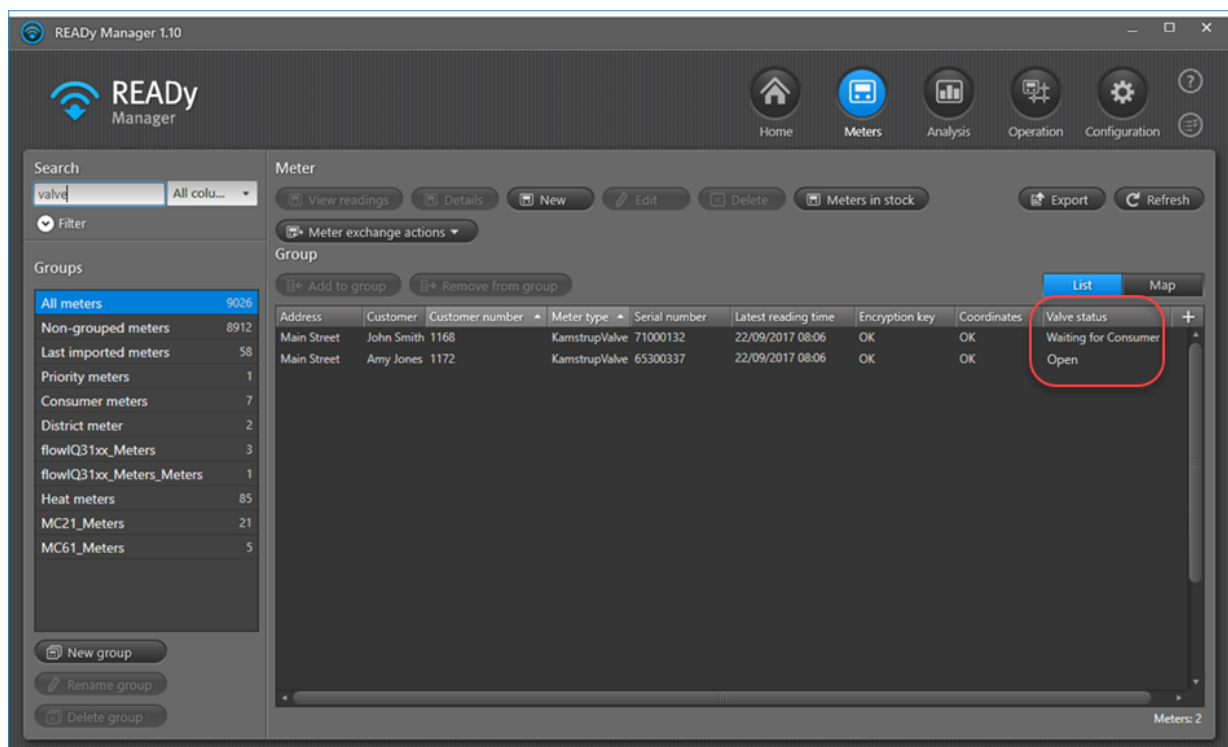 READy Manager 1.10
READy
Manager
Home
Meters
Analysis
Operation
Configuration
?
Search
valve
All colu...
Filter
Groups
All meters 9026
Non-grouped meters 8912
Last imported meters 58
Priority meters 1
Consumer meters 7
District meter 2
flowIQ31xx_Meters 3
flowIQ31xx_Meters_Meters 1
Heat meters 85
MC21_Meters 21
MC61_Meters 5
New group
Rename group
Delete group
Meter
View readings Details New Edit Delete Meters in stock Export Refresh
Meter exchange actions
Group
Add to group Remove from group List Map
Address Customer Customer number Meter type Serial number Latest reading time Encryption key Coordinates Valve status +
Main Street John Smith 1168 KamstrupValve 71000132 22/09/2017 08:06 OK OK Waiting for Consumer
Main Street Amy Jones 1172 KamstrupValve 65300337 22/09/2017 08:06 OK OK Open
Meters: 2